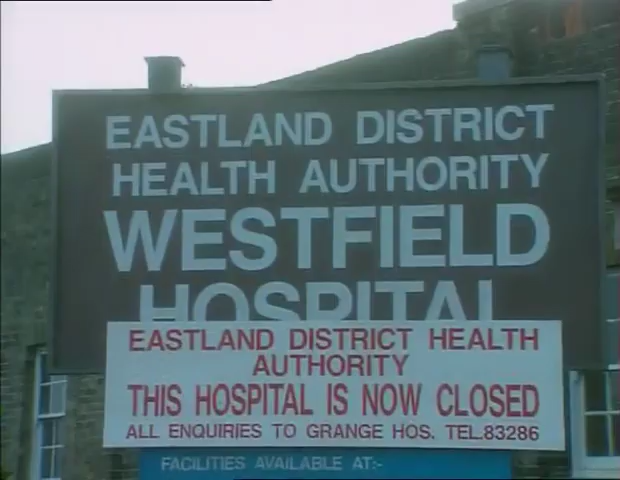 EASTLAND DISTRICT
HEALTH AUTHORITY
WESTFIELD
HOSPITAL
EASTLAND DISTRICT HEALTH
AUTHORITY
THIS HOSPITAL IS NOW CLOSED
ALL ENQUIRIES TO GRANGE HOS. TEL.83286
FACILITIES AVAILABLE AT:-